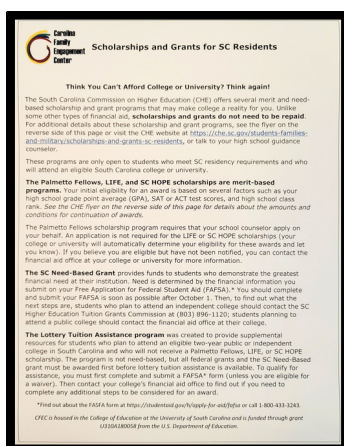 Carolina
Family
Engagement
Center
Scholarships and Grants for SC Residents
Think You Can't Afford College or University? Think again!
The South Carolina Commission on Higher Education (CHE) offers several merit and need-
based scholarship and grant programs that may make college a reality for you. Unlike
some other types of financial aid, scholarships and grants do not need to be repaid.
For additional details about these scholarship and grant programs, see the flyer on the
reverse side of this page or visit the CHE website at https://che.sc.gov/students-families-
and-military/scholarships-and-grants-sc-residents, or talk to your high school guidance
counselor.
These programs are only open to students who meet SC residency requirements and who
will attend an eligible South Carolina college or university.
The Palmetto Fellows, LIFE, and SC HOPE scholarships are merit-based
programs. Your initial eligibility for an award is based on several factors such as your
high school grade point average (GPA), SAT or ACT test scores, and high school class
rank. See the CHE flyer on the reverse side of this page for details about the amounts and
conditions for continuation of awards.
The Palmetto Fellows scholarship program requires that your school counselor apply on
your behalf. An application is not required for the LIFE or SC HOPE scholarships (your
college or university will automatically determine your eligibility for these awards and let
you know). If you believe you are eligible but have not been notified, you can contact the
financial aid office at your college or university for more information.
The SC Need-Based Grant provides funds to students who demonstrate the greatest
financial need at their institution. Need is determined by the financial information you
submit on your Free Application for Federal Student Aid (FAFSA).* You should complete
and submit your FAFSA is soon as possible after October 1. Then, to find out what the
next steps are, students who plan to attend an independent college should contact the SC
Higher Education Tuition Grants Commission at (803) 896-1120; students planning to
attend a public college should contact the financial aid office at their college.
The Lottery Tuition Assistance program was created to provide supplemental
resources for students who plan to attend an eligible two-year public or independent
college in South Carolina and who will not receive a Palmetto Fellows, LIFE, or SC HOPE
scholarship. The program is not need-based, but all federal grants and the SC Need-Based
grant must be awarded first before lottery tuition assistance is available. To qualify for
assistance, you must first complete and submit a FAFSA* form (unless you are eligible for
a waiver). Then contact your college's financial aid office to find out if you need to
complete any additional steps to be considered for an award.
*Find out about the FASFA form at https://studentaid.gov/h/apply-for-aid/fafsa or call 1-800-433-3243.
CFEC is housed in the College of Education at the University of South Carolina and is funded through grant
U310A180058 from the U.S. Department of Education.